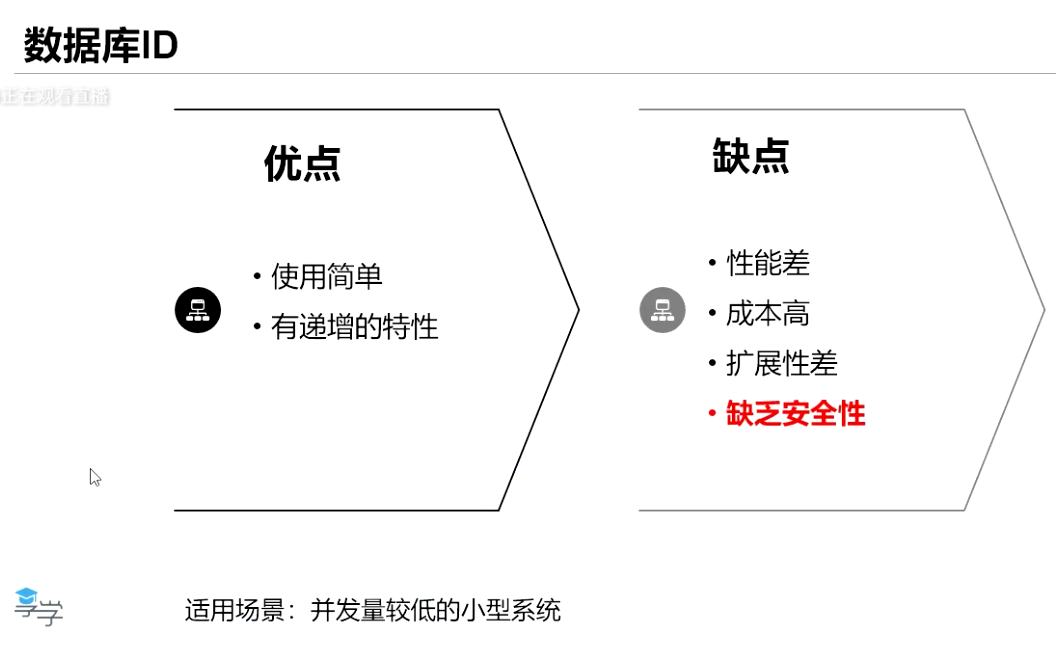 数据库ID
正在观看直播
优点
• 使用简单
• 有递增的特性
缺点
• 性能差
• 成本高
• 扩展性差
• 缺乏安全性
适用场景：并发量较低的小型系统